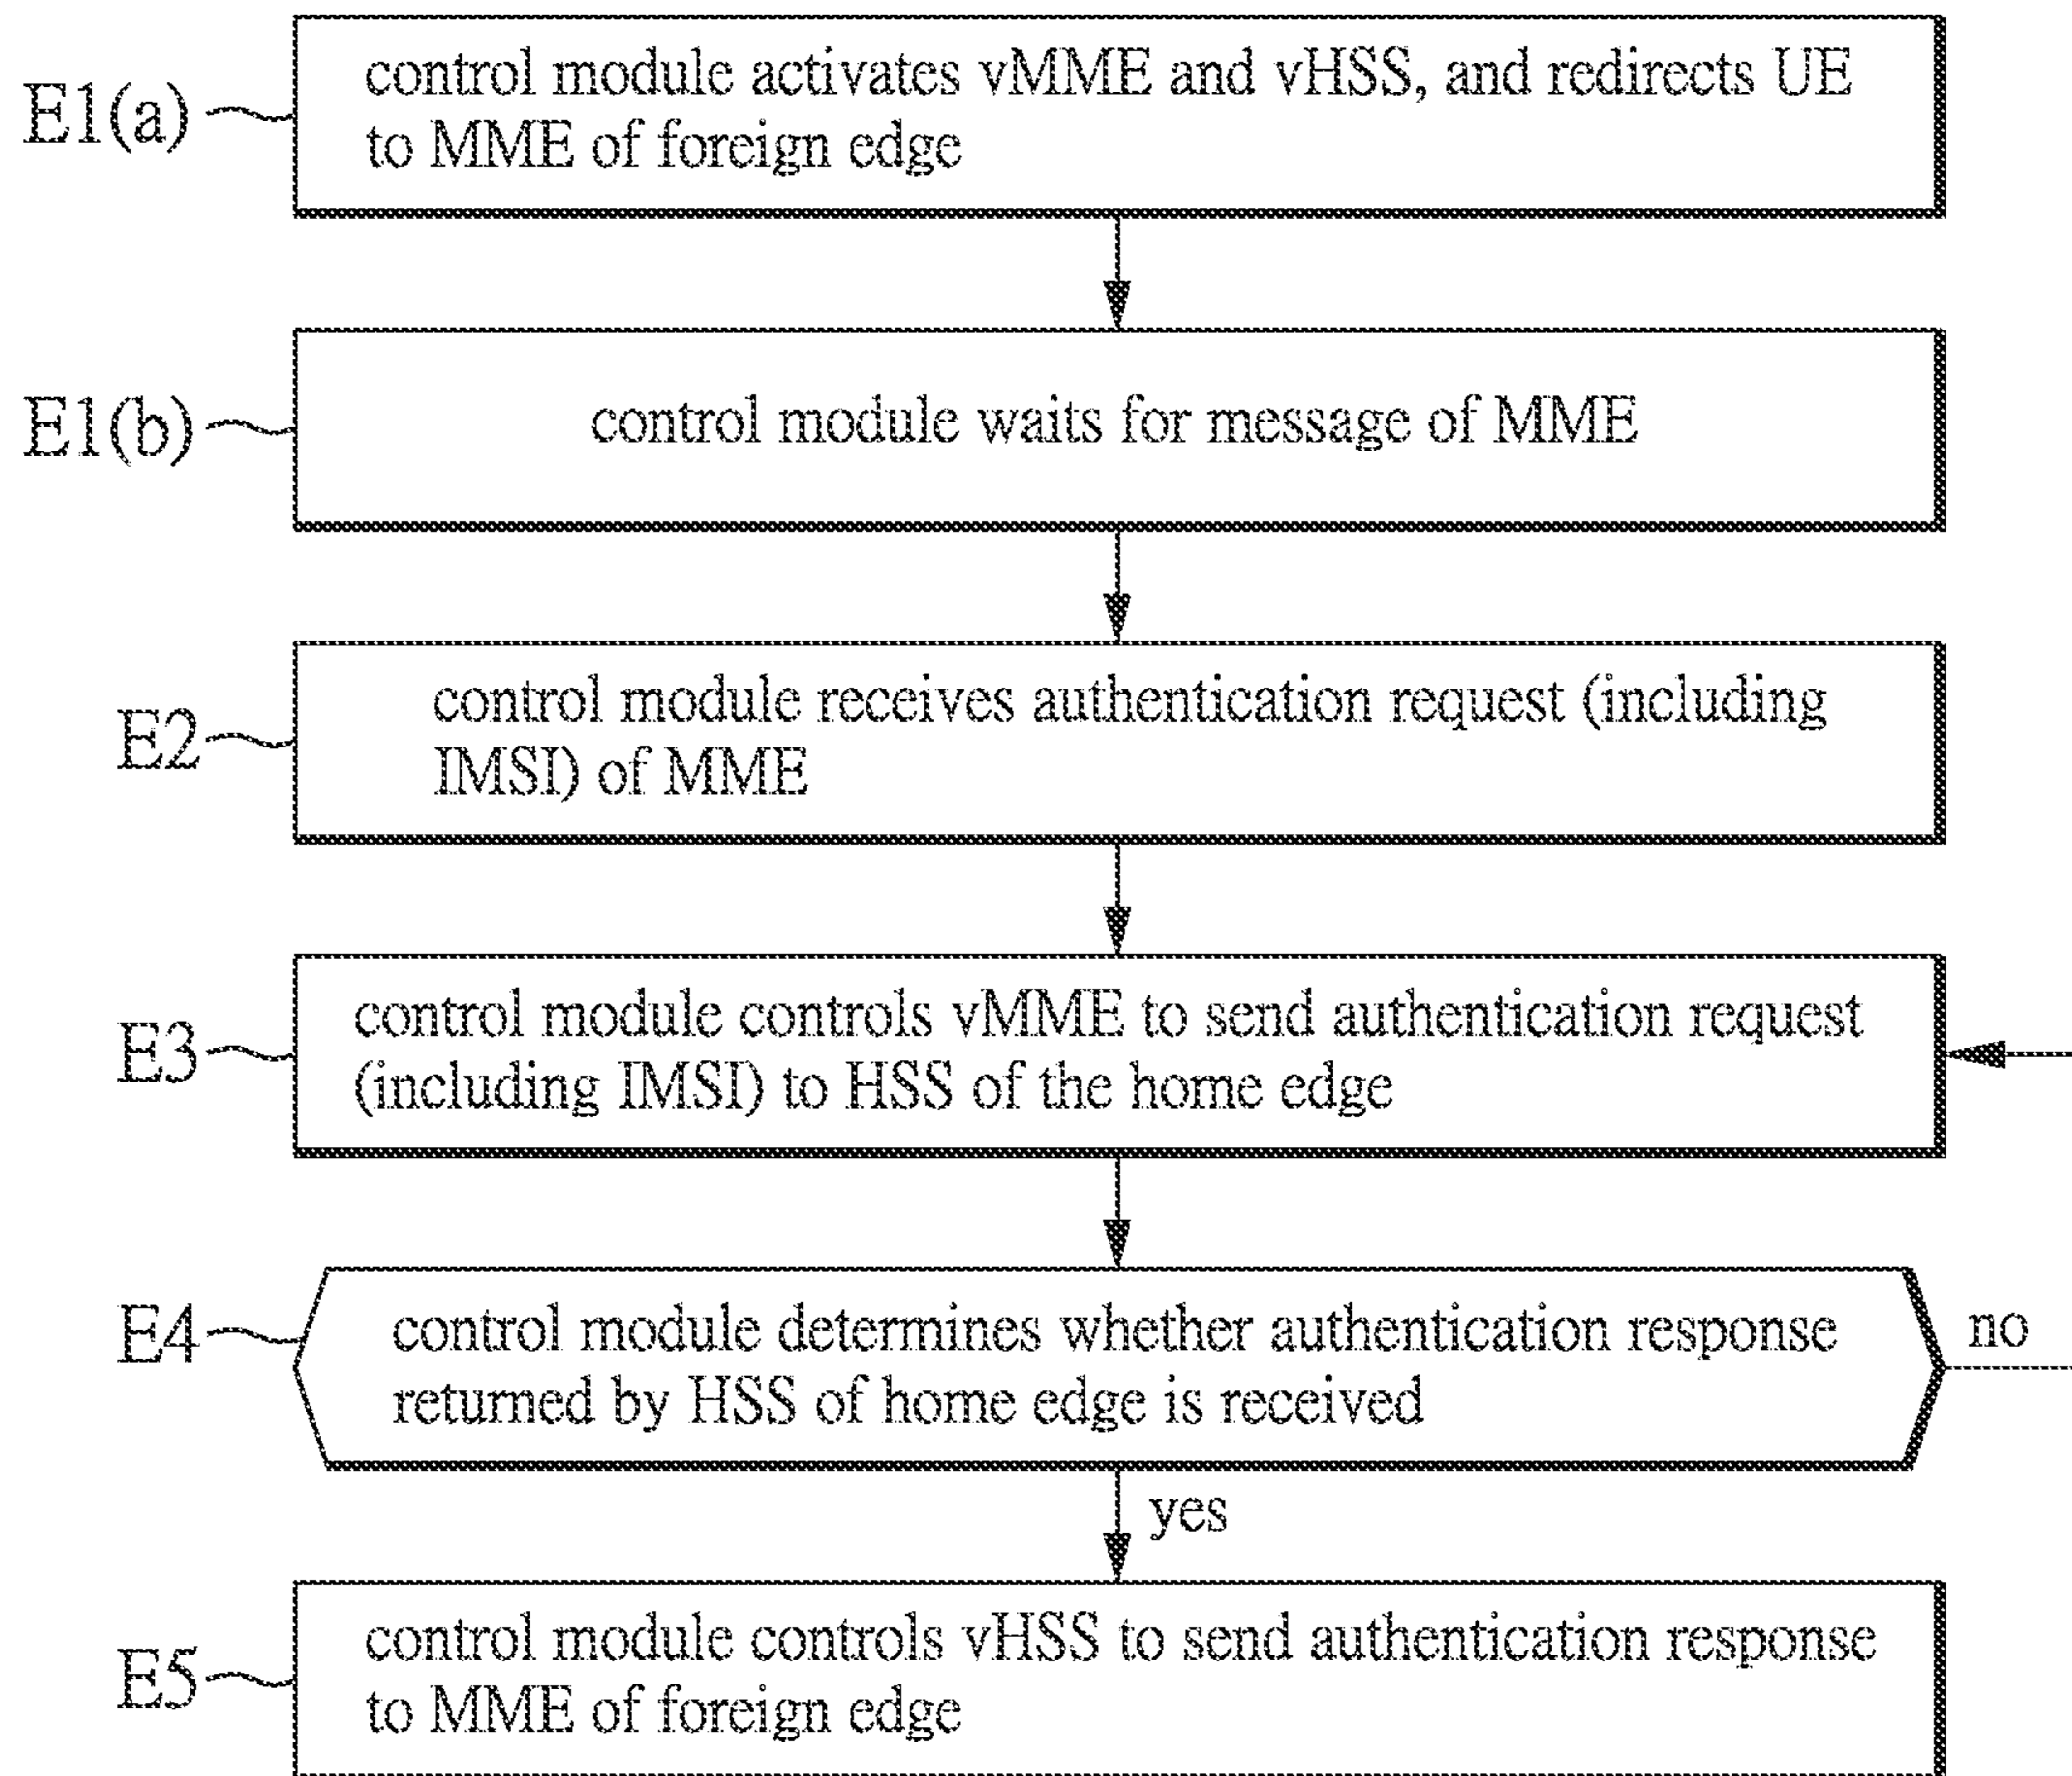 E1(a)
control module activates vMME and vHSS, and redirects UE
to MME of foreign edge
E1(b)
control module waits for message of MME
E2
control module receives authentication request (including
IMSI) of MME
E3
control module controls vMME to send authentication request
(including IMSI) to HSS of the home edge
E4
control module determines whether authentication response
returned by HSS of home edge is received
no
yes
E5
control module controls vHSS to send authentication response
to MME of foreign edge